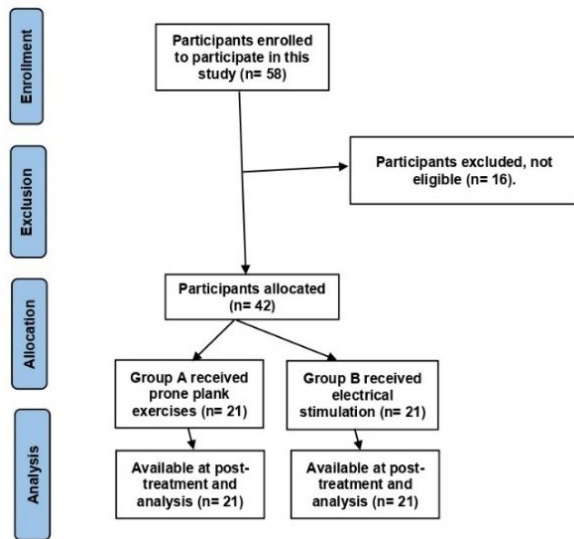 Enrollment
Participants enrolled
to participate in this
study (n= 58)
Exclusion
Participants excluded, not
eligible (n= 16).
Allocation
Participants allocated
(n= 42)
Group A received
prone plank
exercises (n= 21)
Group B received
electrical
stimulation (n= 21)
Analysis
Available at post-
treatment and
analysis (n= 21)
Available at post-
treatment and
analysis (n= 21)